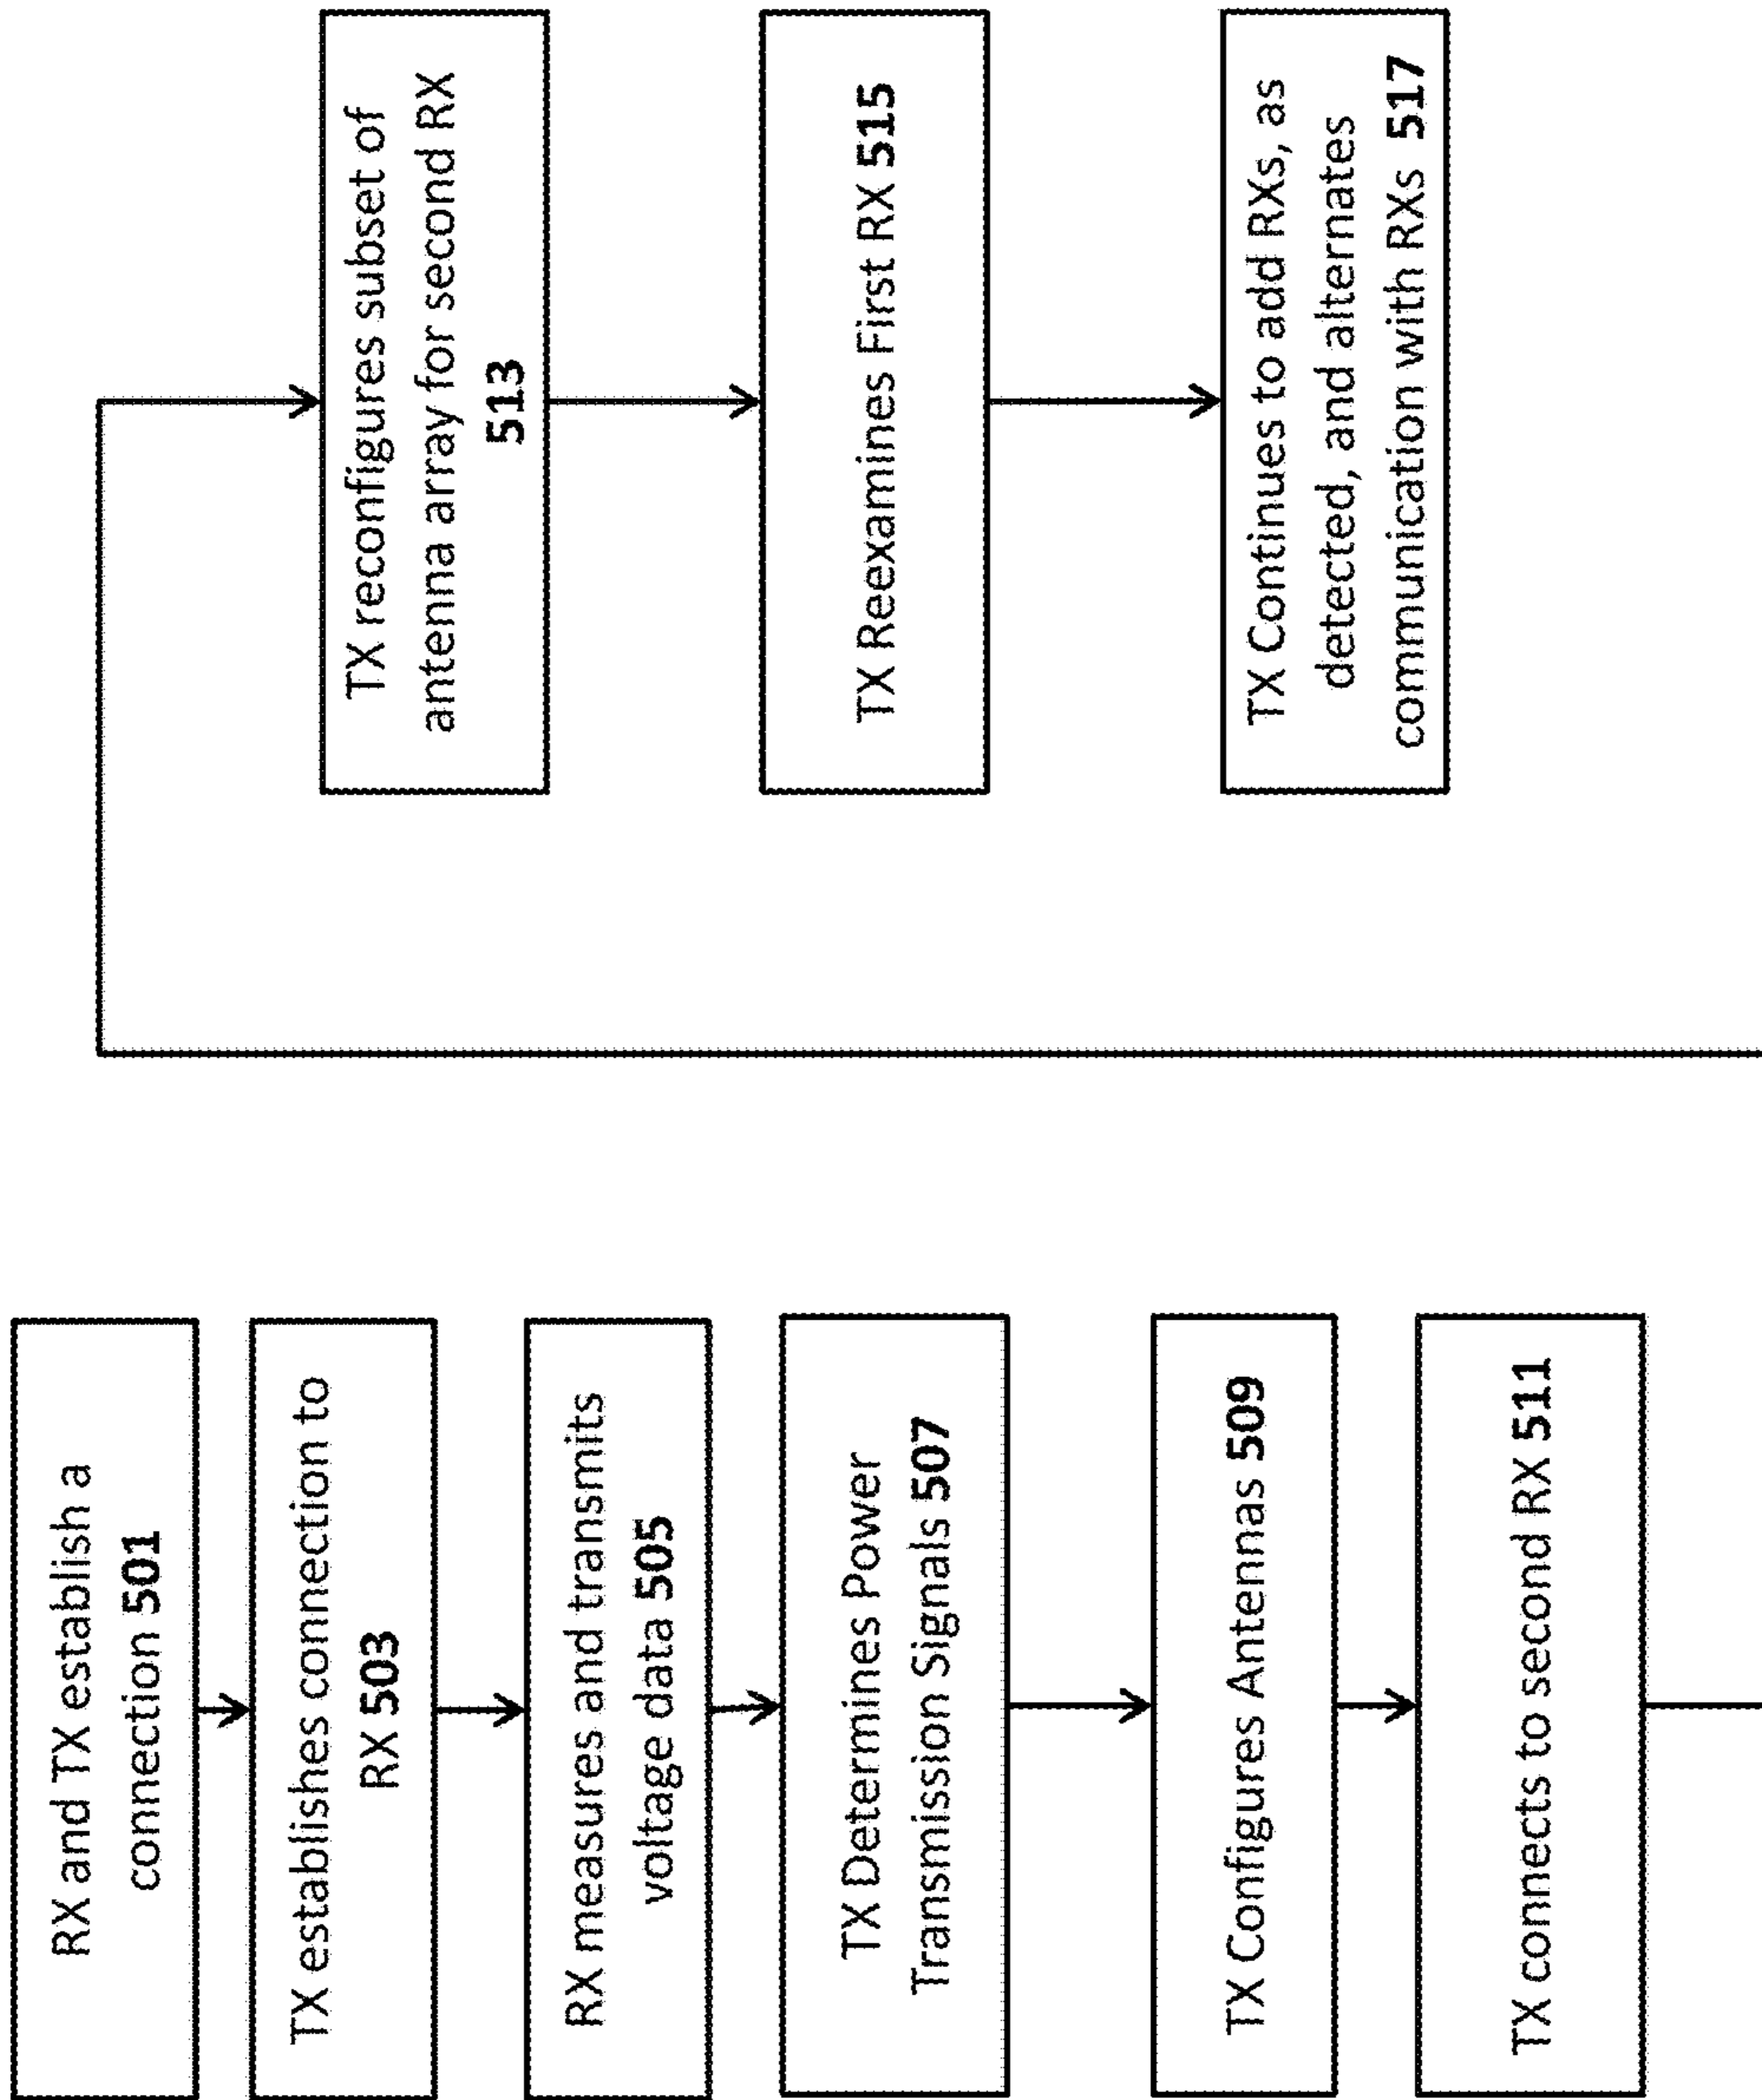 RX and TX establish a
connection 501
TX establishes connection to
RX 503
RX measures and transmits
voltage data 505
TX Determines Power
Transmission Signals 507
TX Configures Antennas 509
TX connects to second RX 511
TX reconfigures subset of
antenna array for second RX
513
TX Reexamines First RX 515
TX Continues to add RXs, as
detected, and alternates
communication with RXs 517